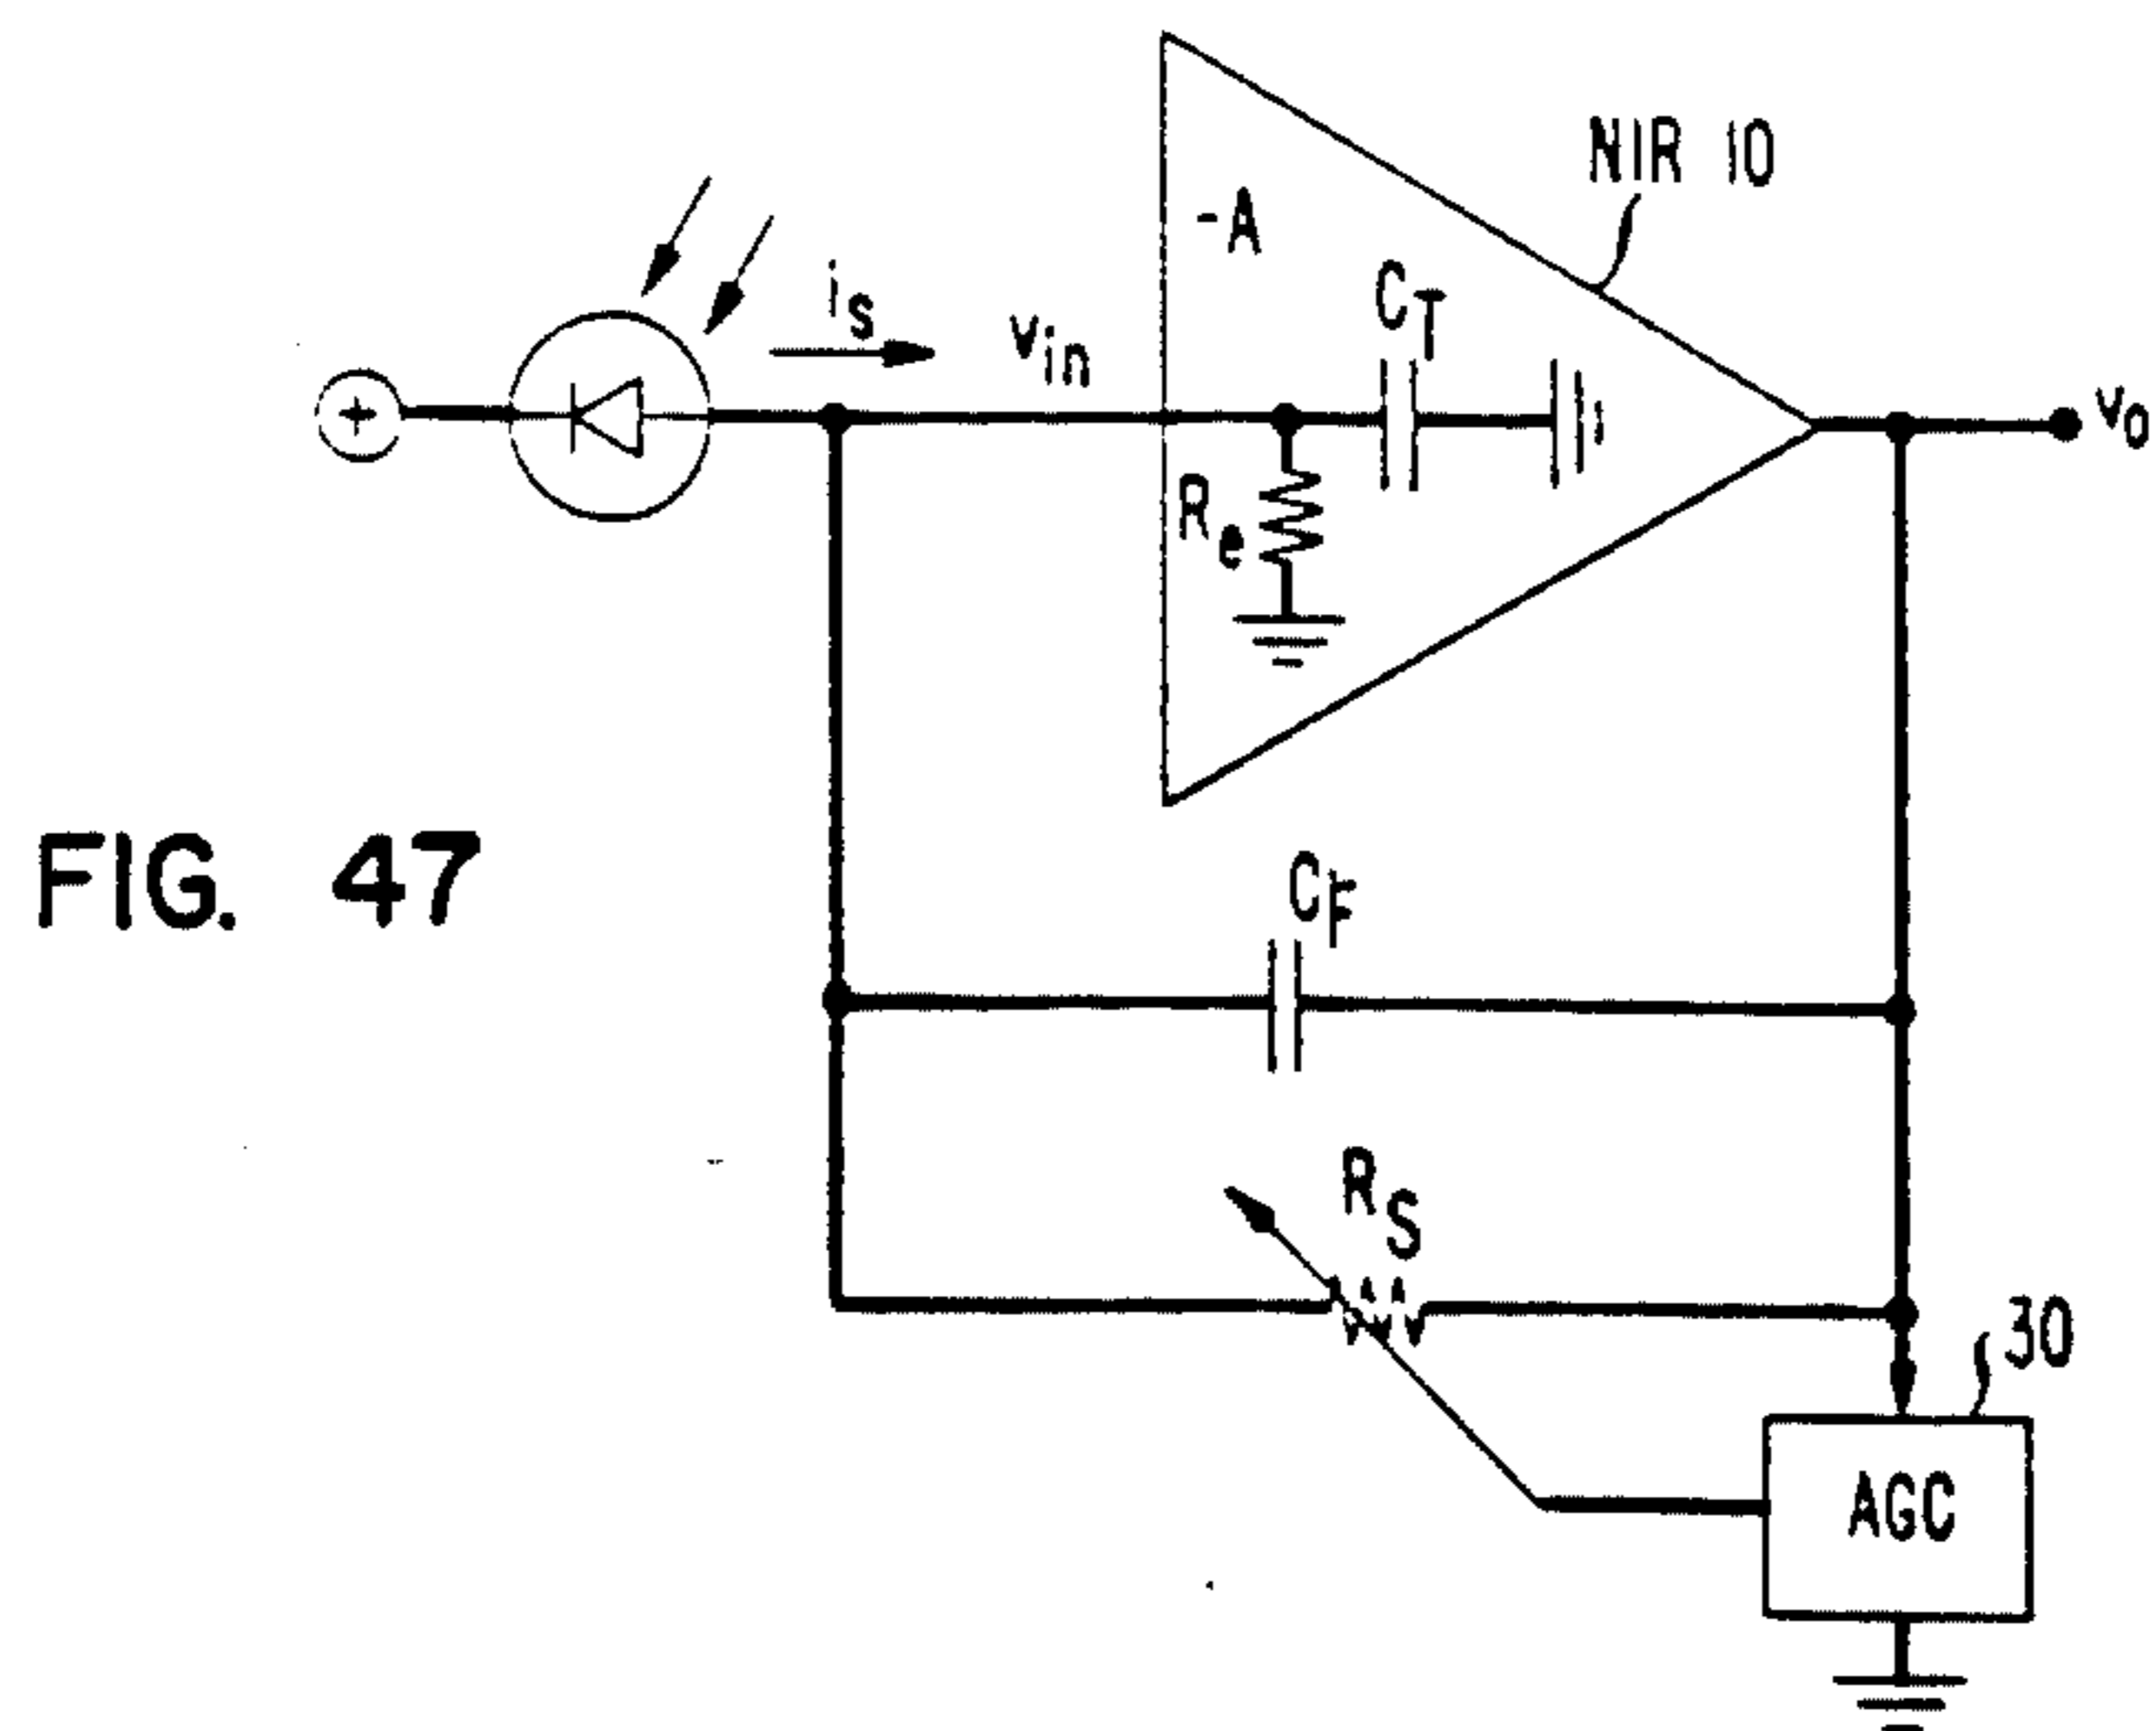 NIR 10
-A
CT
is
vin
+
vo
Re
FIG. 47
CF
RS
30
AGC